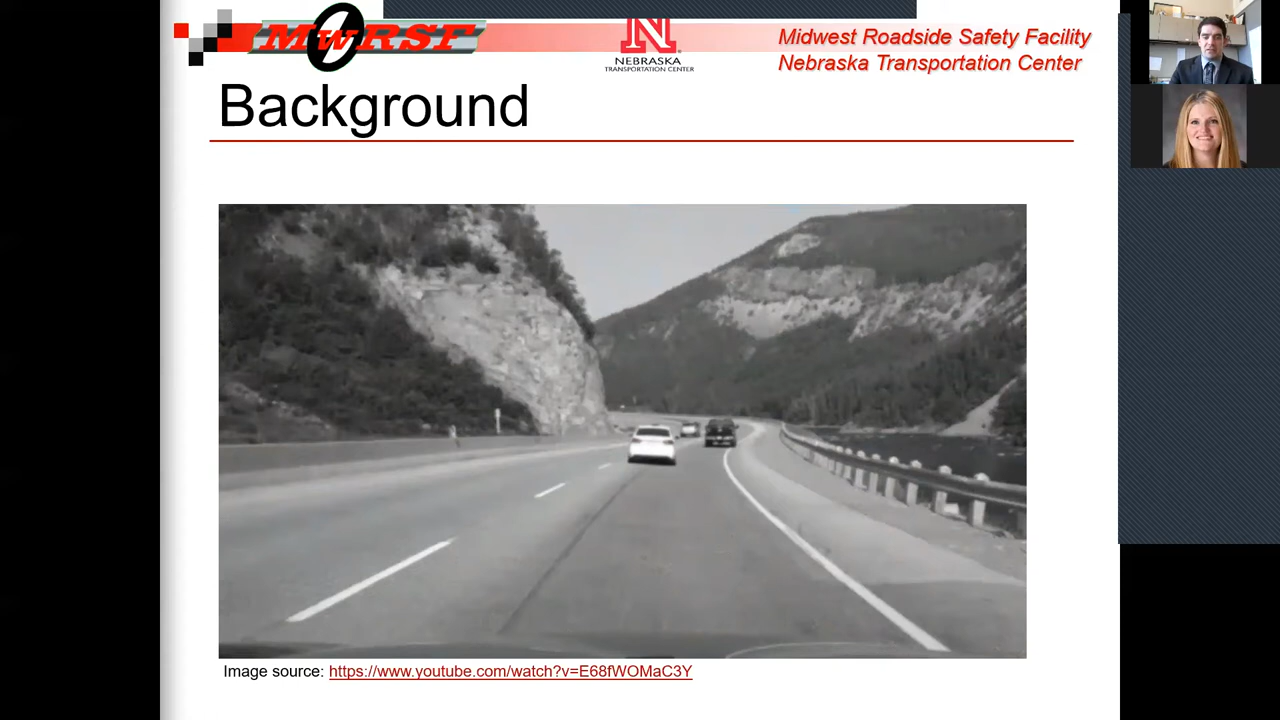 MwRSF
N
NEBRASKA
TRANSPORTATION CENTER
Midwest Roadside Safety Facility
Nebraska Transportation Center
Background
Image source: https://www.youtube.com/watch?v=E68fWOMaC3Y